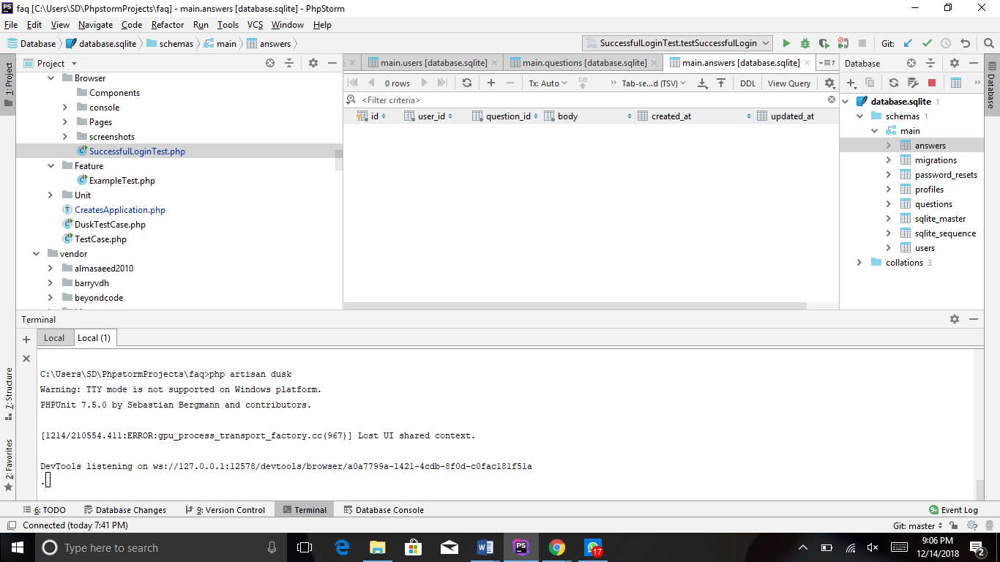 faq [C:\Users\SD\PhpstormProjects\faq] - main.answers [database.sqlite] - PhpStorm
File Edit View Navigate Code Refactor Run Tools VCS Window Help
Database database.sqlite schemas main answers
SuccessfulLoginTest.testSuccessfulLogin
Git:
1: Project
Project
Browser
Components
console
Pages
screenshots
SuccessfulLoginTest.php
Feature
ExampleTest.php
Unit
CreatesApplication.php
DuskTestCase.php
TestCase.php
vendor
almasaeed2010
barryvdh
beyondcode
main.users [database.sqlite] main.questions [database.sqlite] main.answers [database.sqlite] 7
0 rows Tx: Auto DB Tab-se...d (TSV) DDL View Query
<Filter criteria>
id user_id question_id body created_at updated_at
Database
Database
database.sqlite 1
schemas 1
main
answers
migrations
password_resets
profiles
questions
sqlite_master
sqlite_sequence
users
collations 3
Terminal
Local Local (1)
C:\Users\SD\PhpstormProjects\faq>php artisan dusk
Warning: TTY mode is not supported on Windows platform.
PHPUnit 7.5.0 by Sebastian Bergmann and contributors.
[1214/210554.411:ERROR:gpu_process_transport_factory.cc(967)] Lost UI shared context.
DevTools listening on ws://127.0.0.1:12578/devtools/browser/a0a7799a-1421-4cdb-8f0d-c0fac181f51a
.
7: Structure
2: Favorites
6: TODO Database Changes 9: Version Control Terminal Database Console 9+ Event Log
Connected (today 7:41 PM) Git: master
Type here to search
PS
17
9:06 PM
12/14/2018
2